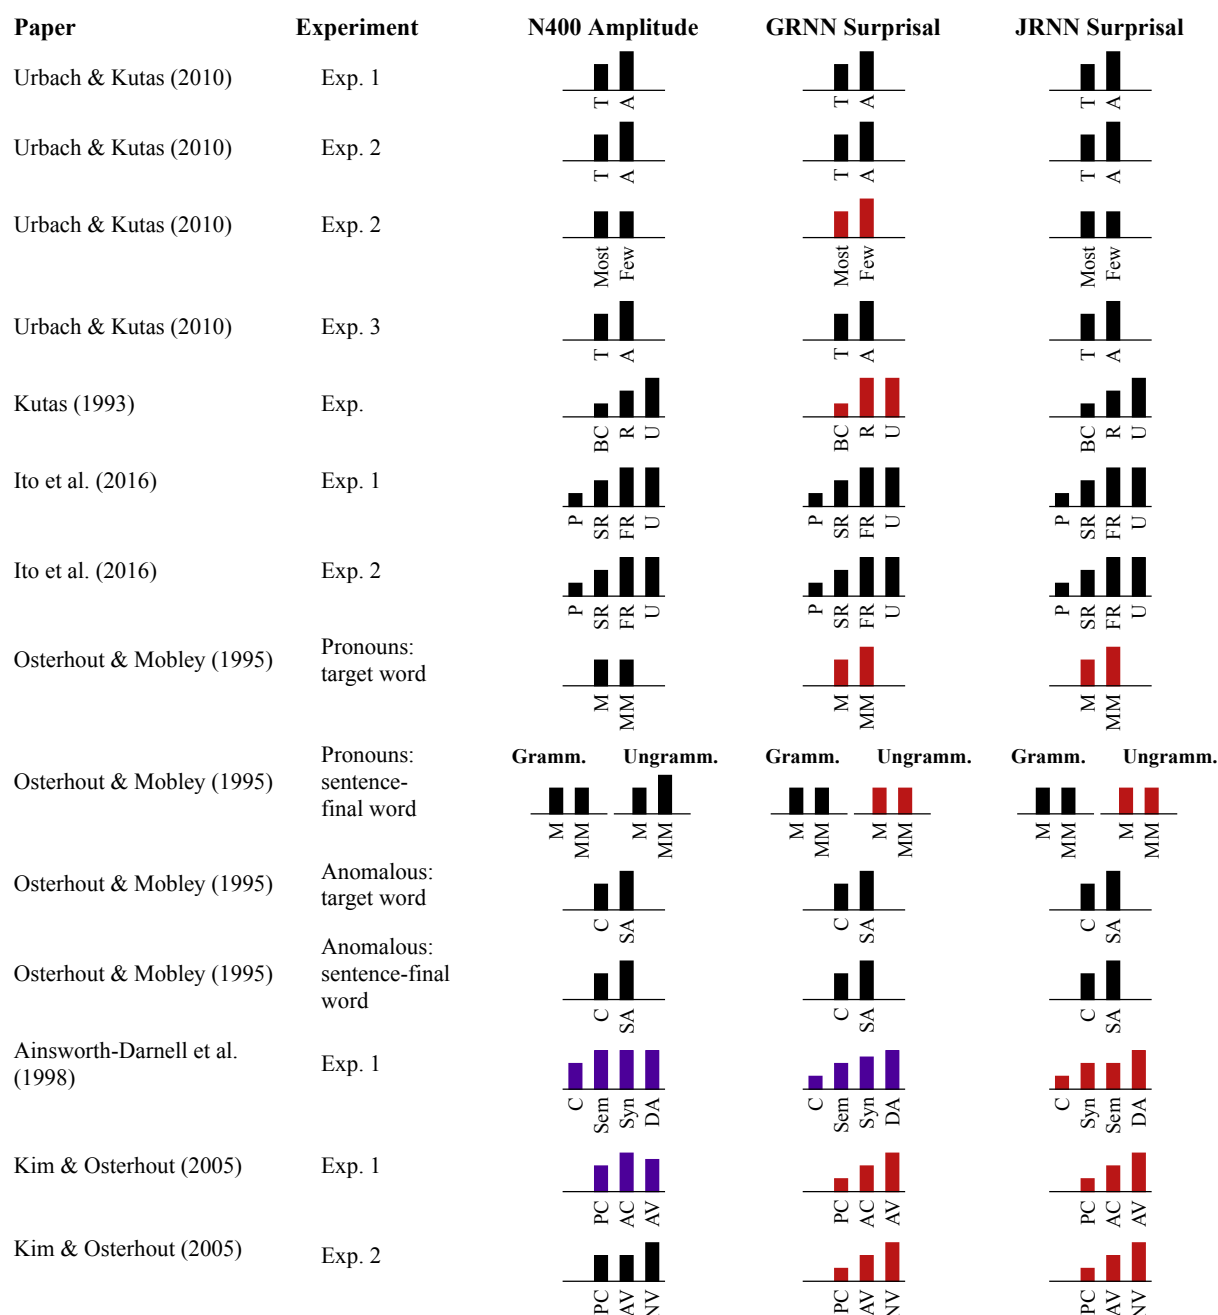 Paper Experiment N400 Amplitude GRNN Surprisal JRNN Surprisal
Urbach & Kutas (2010) Exp. 1
T A T A T A
Urbach & Kutas (2010) Exp. 2
T A T A T A
Urbach & Kutas (2010) Exp. 2
Most Few Most Few Most Few
Urbach & Kutas (2010) Exp. 3
T A T A T A
Kutas (1993) Exp.
BC R U BC R U BC R U
Ito et al. (2016) Exp. 1
P SR FR U P SR FR U P SR FR U
Ito et al. (2016) Exp. 2
P SR FR U P SR FR U P SR FR U
Osterhout & Mobley (1995) Pronouns:
target word
M MM M MM M MM
Gramm. Ungramm. Gramm. Ungramm. Gramm. Ungramm.
Osterhout & Mobley (1995) Pronouns:
sentence-
final word
M MM M MM M MM M MM M MM M MM
Osterhout & Mobley (1995) Anomalous:
target word
C SA C SA C SA
Osterhout & Mobley (1995) Anomalous:
sentence-final
word
C SA C SA C SA
Ainsworth-Darnell et al.
(1998) Exp. 1
C Sem Syn DA C Sem Syn DA C Syn Sem DA
Kim & Osterhout (2005) Exp. 1
PC AC AV PC AC AV PC AC AV
Kim & Osterhout (2005) Exp. 2
PC AV NV PC AV NV PC AV NV